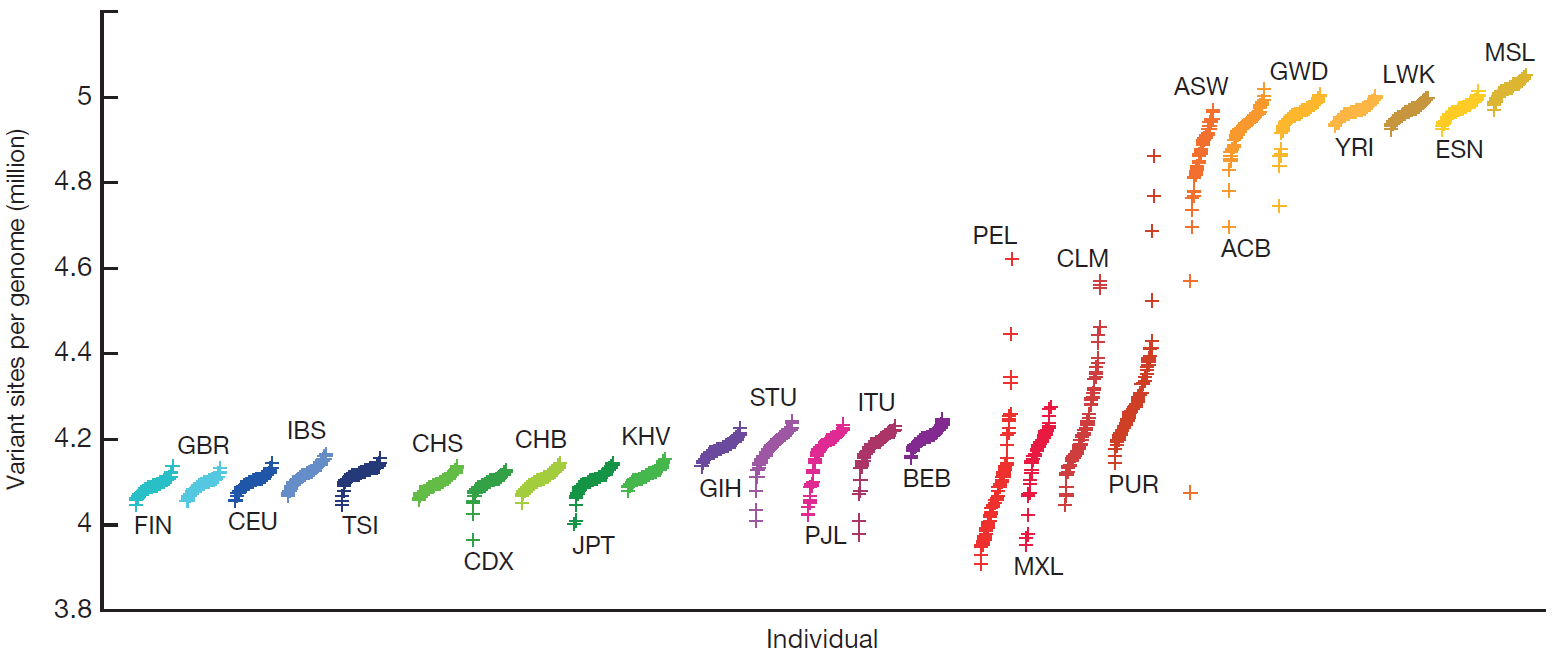 Variant sites per genome (million)
5
4.8
4.6
4.4
4.2
4
3.8
FIN
GBR
CEU
IBS
TSI
CHS
CDX
CHB
JPT
KHV
GIH
STU
PJL
ITU
BEB
PEL
MXL
CLM
PUR
ASW
ACB
GWD
YRI
LWK
ESN
MSL
Individual